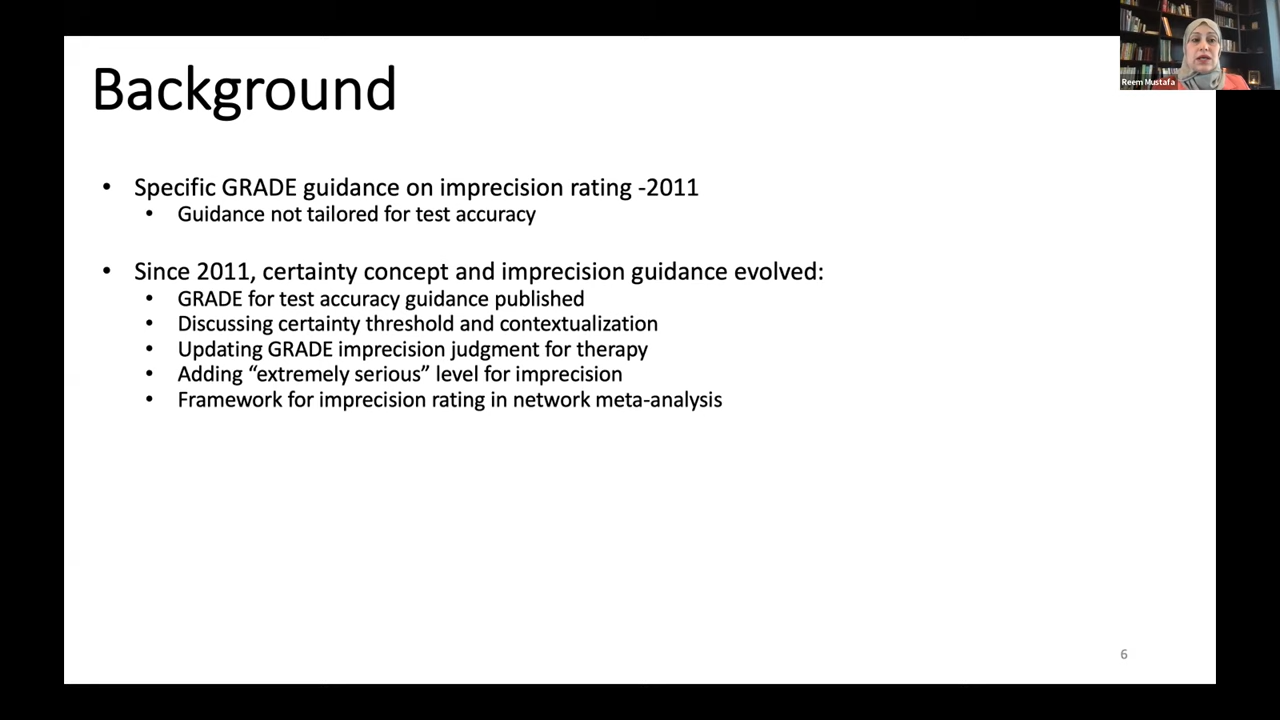 Background
• Specific GRADE guidance on imprecision rating -2011
• Guidance not tailored for test accuracy
• Since 2011, certainty concept and imprecision guidance evolved:
• GRADE for test accuracy guidance published
• Discussing certainty threshold and contextualization
• Updating GRADE imprecision judgment for therapy
• Adding “extremely serious” level for imprecision
• Framework for imprecision rating in network meta-analysis
6
Reem Mustafa